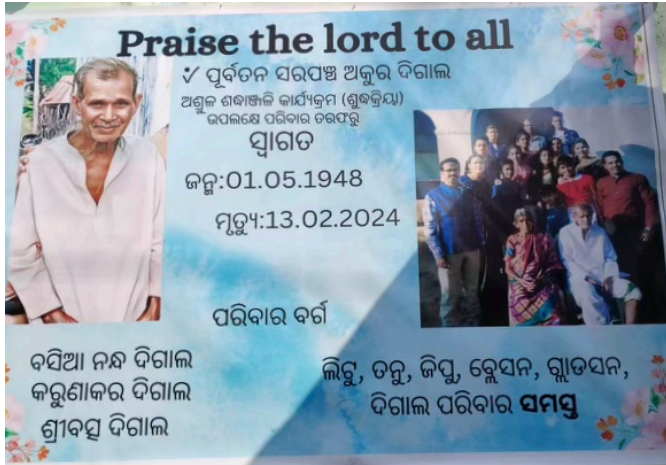 Praise the lord to all
✓ ପୂର୍ବତନ ସରପଞ୍ଚ ଅକୁର ଦିଗାଲ
ଅଶ୍ରୁଳ ଶ୍ରଦ୍ଧାଞ୍ଜଳି କାର୍ଯ୍ୟକ୍ରମ (ଶୁଦ୍ଧକ୍ରିୟା)
ଉପଲକ୍ଷେ ପରିବାର ତରଫରୁ
ସ୍ୱାଗତ
ଜନ୍ମ:01.05.1948
ମୃତ୍ୟୁ:13.02.2024
ପରିବାର ବର୍ଗ
ବସିଆ ନନ୍ଦ ଦିଗାଲ
କରୁଣାକର ଦିଗାଲ
ଶ୍ରୀବତ୍ସ ଦିଗାଲ
ଲିଟୁ, ତନୁ, ଜିପୁ, ବ୍ଲେସନ, ଗ୍ଲାଡସନ,
ଦିଗାଲ ପରିବାର ସମସ୍ତ